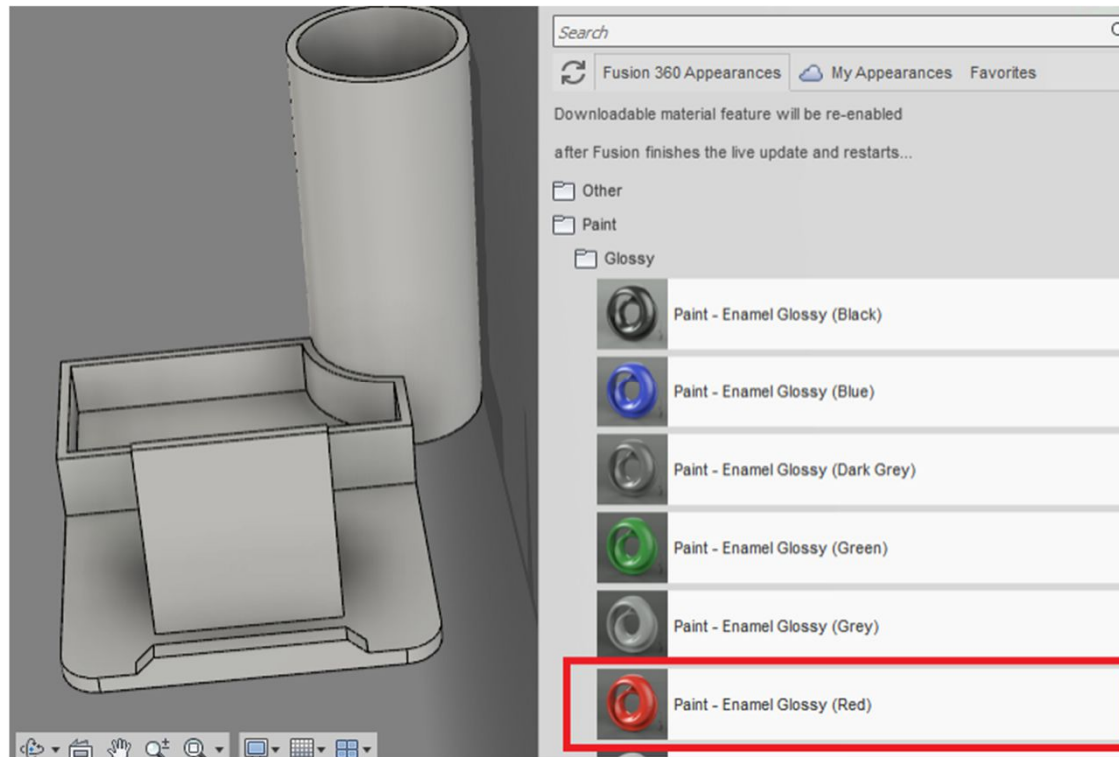 Search
Fusion 360 Appearances My Appearances Favorites
Downloadable material feature will be re-enabled
after Fusion finishes the live update and restarts...
Other
Paint
Glossy
Paint - Enamel Glossy (Black)
Paint - Enamel Glossy (Blue)
Paint - Enamel Glossy (Dark Grey)
Paint - Enamel Glossy (Green)
Paint - Enamel Glossy (Grey)
Paint - Enamel Glossy (Red)